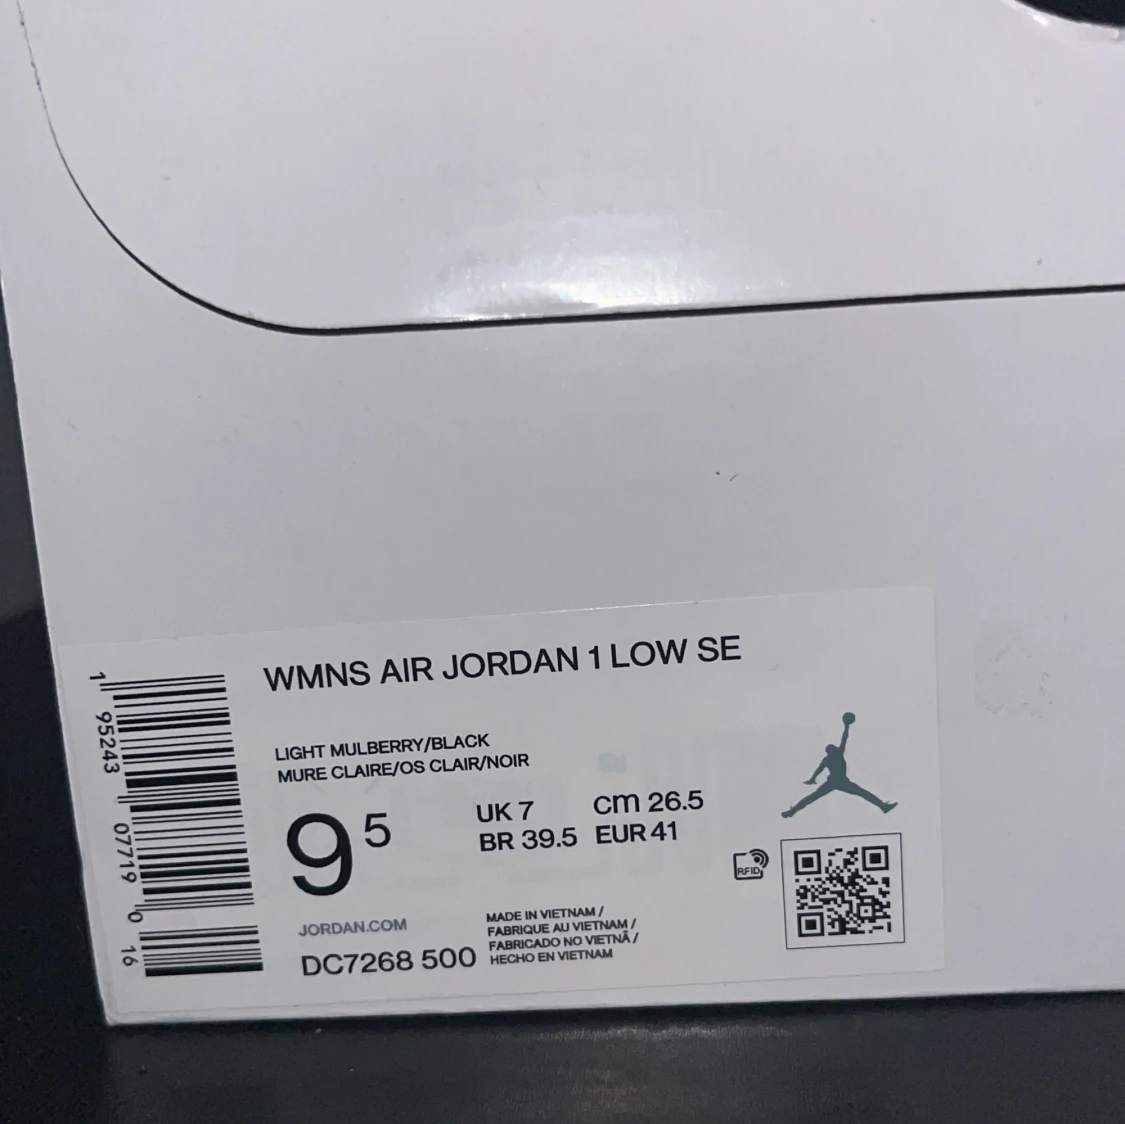 WMNS AIR JORDAN 1 LOW SE
LIGHT MULBERRY/BLACK
MURE CLAIRE/OS CLAIR/NOIR
9 5
UK 7 cm 26.5
BR 39.5 EUR 41
RFID
JORDAN.COM
DC7268 500
MADE IN VIETNAM /
FABRIQUE AU VIETNAM /
FABRICADO NO VIETNÃ /
HECHO EN VIETNAM
1 95243 07719 0 16